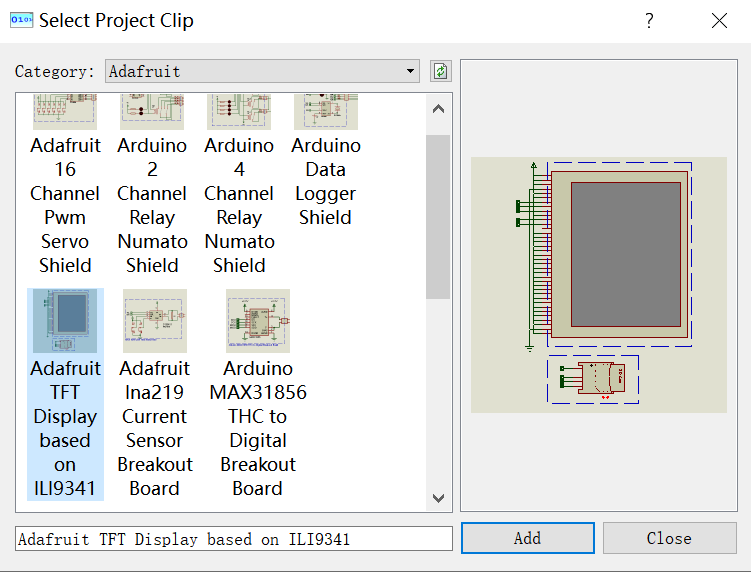 Select Project Clip
?
Category:
Adafruit
Adafruit
16
Channel
Pwm
Servo
Shield
Arduino
2
Channel
Relay
Numato
Shield
Arduino
4
Channel
Relay
Numato
Shield
Arduino
Data
Logger
Shield
Adafruit
TFT
Display
based
on
ILI9341
Adafruit
Ina219
Current
Sensor
Breakout
Board
Arduino
MAX31856
THC to
Digital
Breakout
Board
Adafruit TFT Display based on ILI9341
Add
Close